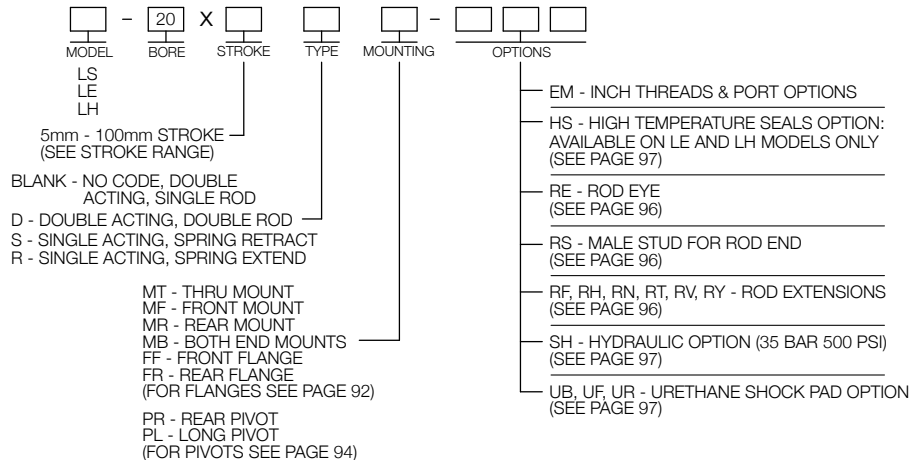 - 20 X -
MODEL BORE STROKE TYPE MOUNTING OPTIONS
LS
LE
LH
5mm - 100mm STROKE
(SEE STROKE RANGE)
BLANK - NO CODE, DOUBLE
ACTING, SINGLE ROD
D - DOUBLE ACTING, DOUBLE ROD
S - SINGLE ACTING, SPRING RETRACT
R - SINGLE ACTING, SPRING EXTEND
MT - THRU MOUNT
MF - FRONT MOUNT
MR - REAR MOUNT
MB - BOTH END MOUNTS
FF - FRONT FLANGE
FR - REAR FLANGE
(FOR FLANGES SEE PAGE 92)
PR - REAR PIVOT
PL - LONG PIVOT
(FOR PIVOTS SEE PAGE 94)
EM - INCH THREADS & PORT OPTIONS
HS - HIGH TEMPERATURE SEALS OPTION:
AVAILABLE ON LE AND LH MODELS ONLY
(SEE PAGE 97)
RE - ROD EYE
(SEE PAGE 96)
RS - MALE STUD FOR ROD END
(SEE PAGE 96)
RF, RH, RN, RT, RV, RY - ROD EXTENSIONS
(SEE PAGE 96)
SH - HYDRAULIC OPTION (35 BAR 500 PSI)
(SEE PAGE 97)
UB, UF, UR - URETHANE SHOCK PAD OPTION
(SEE PAGE 97)